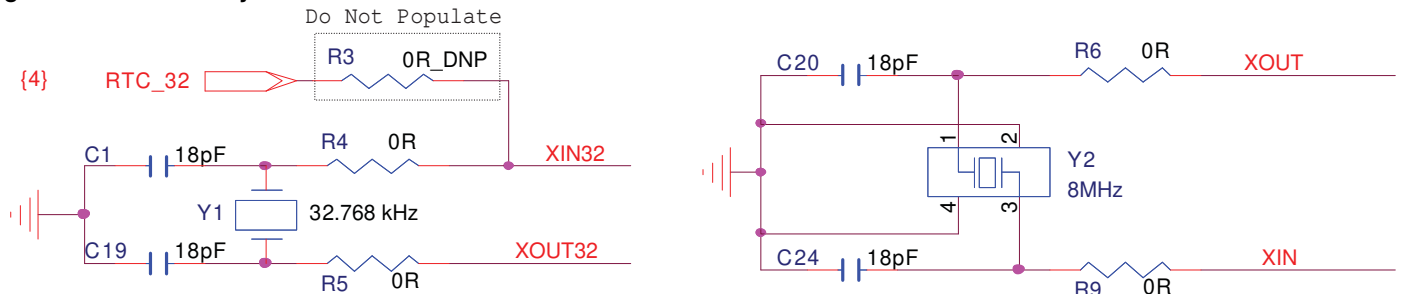 Do Not Populate
R3 0R_DNP
{4} RTC_32
R4 0R
C1 18pF XIN32
Y1 32.768 kHz
C19 18pF XOUT32
R5 0R
C20 18pF R6 0R XOUT
1 2
Y2
8MHz
4 3
C24 18pF XIN
R9 0R